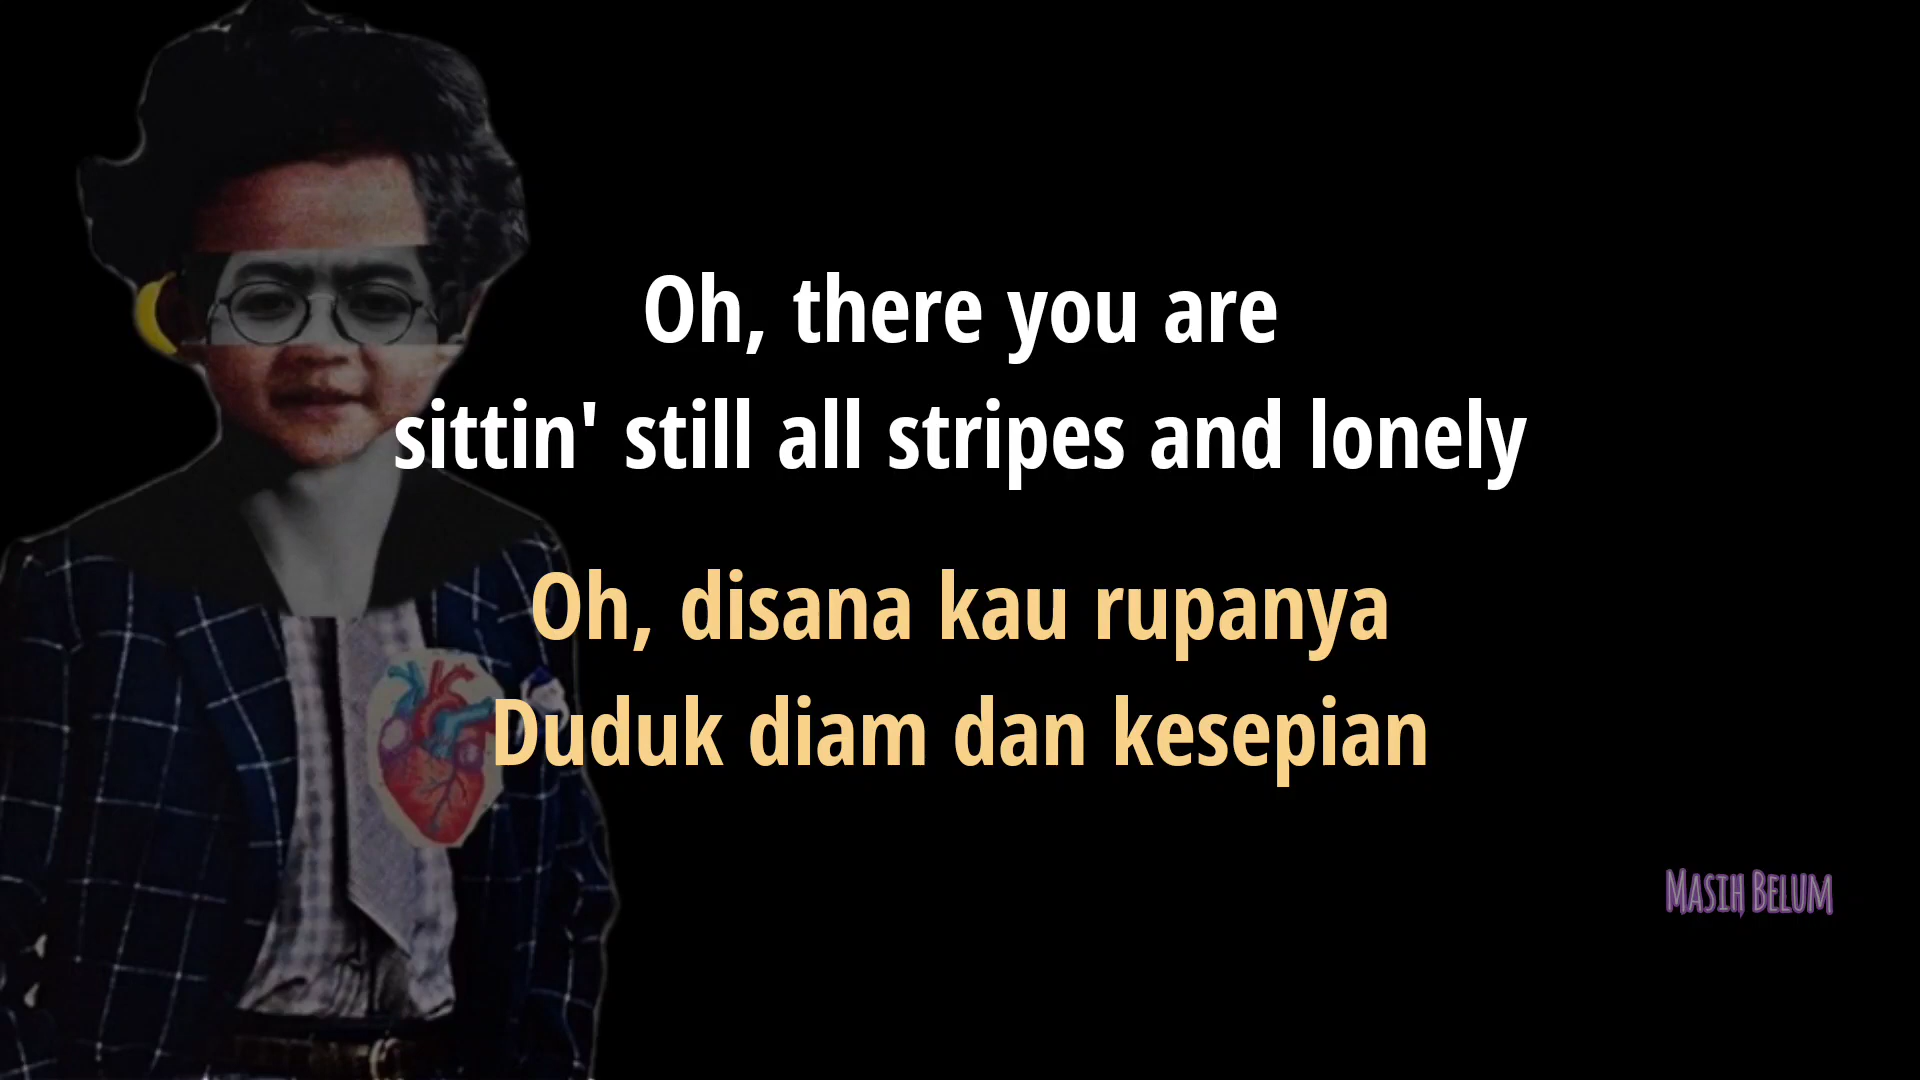 Oh, there you are
sittin' still all stripes and lonely
Oh, disana kau rupanya
Duduk diam dan kesepian
Masih Belum